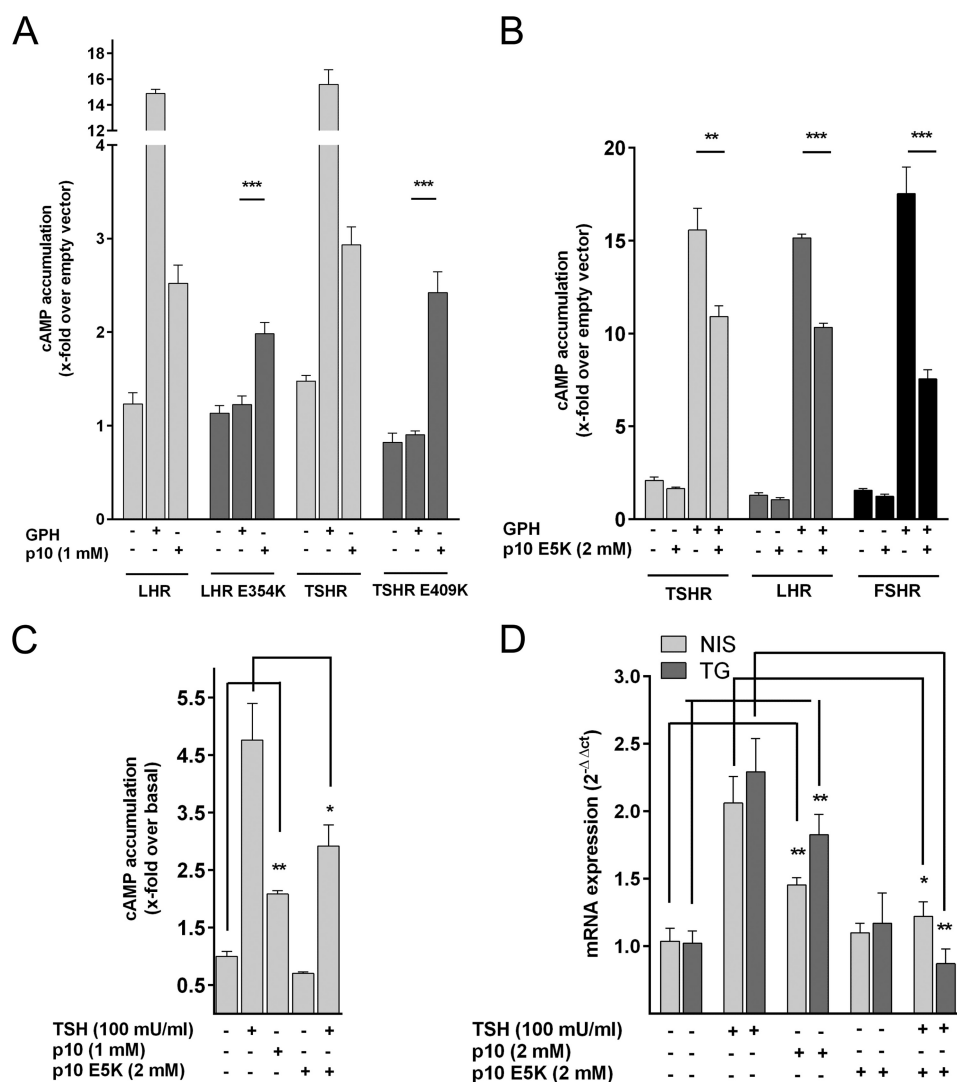 A
cAMP accumulation
(x-fold over empty vector)
18
16
14
12
4
3
2
1
0
*** ***
GPH - + - - + - - + - - + -
p10 (1 mM) - - + - - + - - + - - +
LHR LHR E354K TSHR TSHR E409K
B
cAMP accumulation
(x-fold over empty vector)
20
15
10
5
0
** *** ***
GPH - - + + - - + + - - + +
p10 E5K (2 mM) - + - + - + - + - + - +
TSHR LHR FSHR
C
cAMP accumulation
(x-fold over basal)
5.5
4.5
3.5
2.5
1.5
0.5
** *
TSH (100 mU/ml) - + - - +
p10 (1 mM) - - + - -
p10 E5K (2 mM) - - - + +
D
NIS
TG
mRNA expression (2-ΔΔct)
3.0
2.5
2.0
1.5
1.0
** ** * **
TSH (100 mU/ml) - - + + - - - - + +
p10 (2 mM) - - - - + + - - - -
p10 E5K (2 mM) - - - - - - + + + +